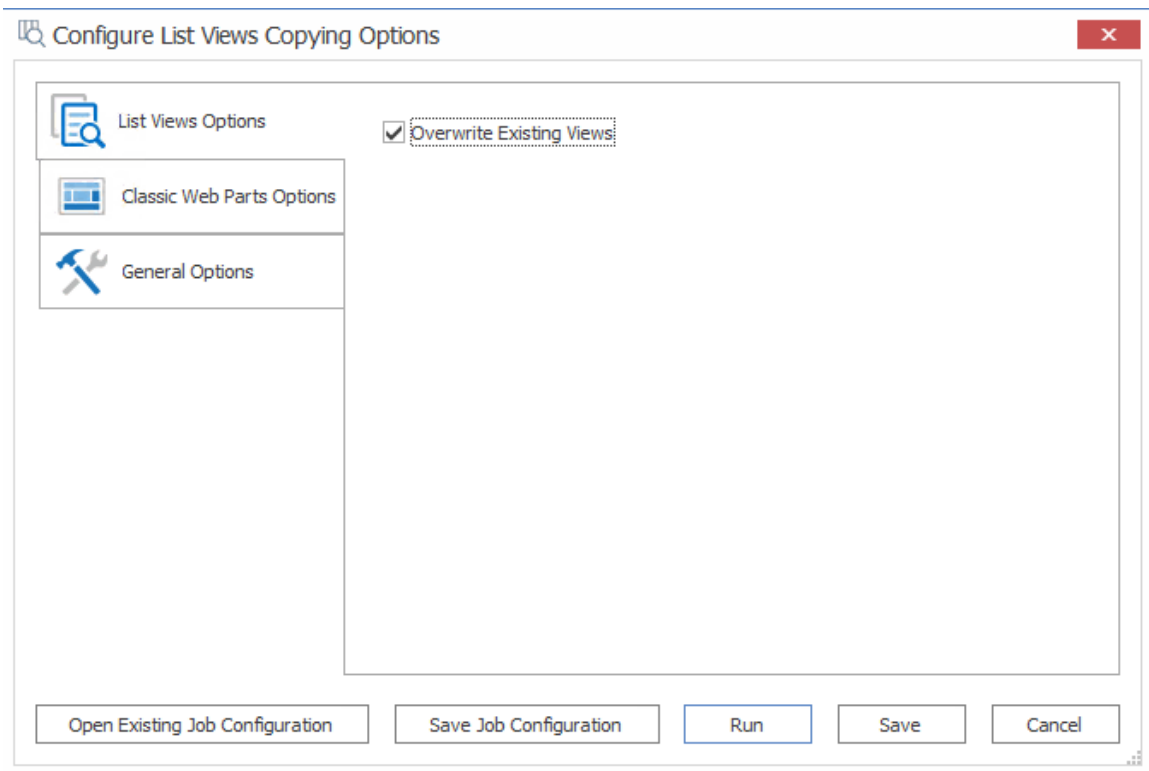 Configure List Views Copying Options
List Views Options
Overwrite Existing Views
Classic Web Parts Options
General Options
Open Existing Job Configuration
Save Job Configuration
Run
Save
Cancel